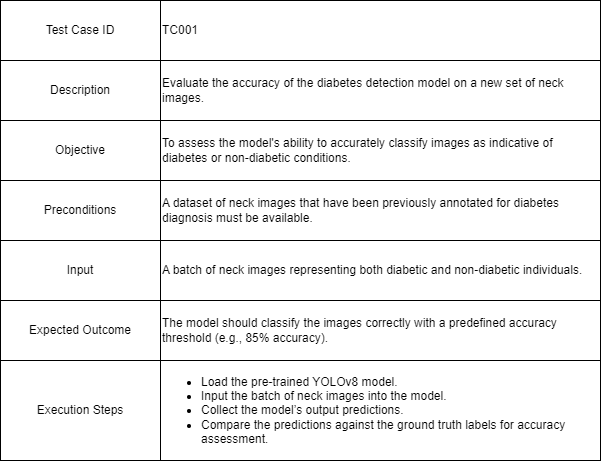 Test Case ID
TC001
Description
Evaluate the accuracy of the diabetes detection model on a new set of neck
images.
Objective
To assess the model's ability to accurately classify images as indicative of
diabetes or non-diabetic conditions.
Preconditions
A dataset of neck images that have been previously annotated for diabetes
diagnosis must be available.
Input
A batch of neck images representing both diabetic and non-diabetic individuals.
Expected Outcome
The model should classify the images correctly with a predefined accuracy
threshold (e.g., 85% accuracy).
Execution Steps
• Load the pre-trained YOLOv8 model.
• Input the batch of neck images into the model.
• Collect the model's output predictions.
• Compare the predictions against the ground truth labels for accuracy
assessment.